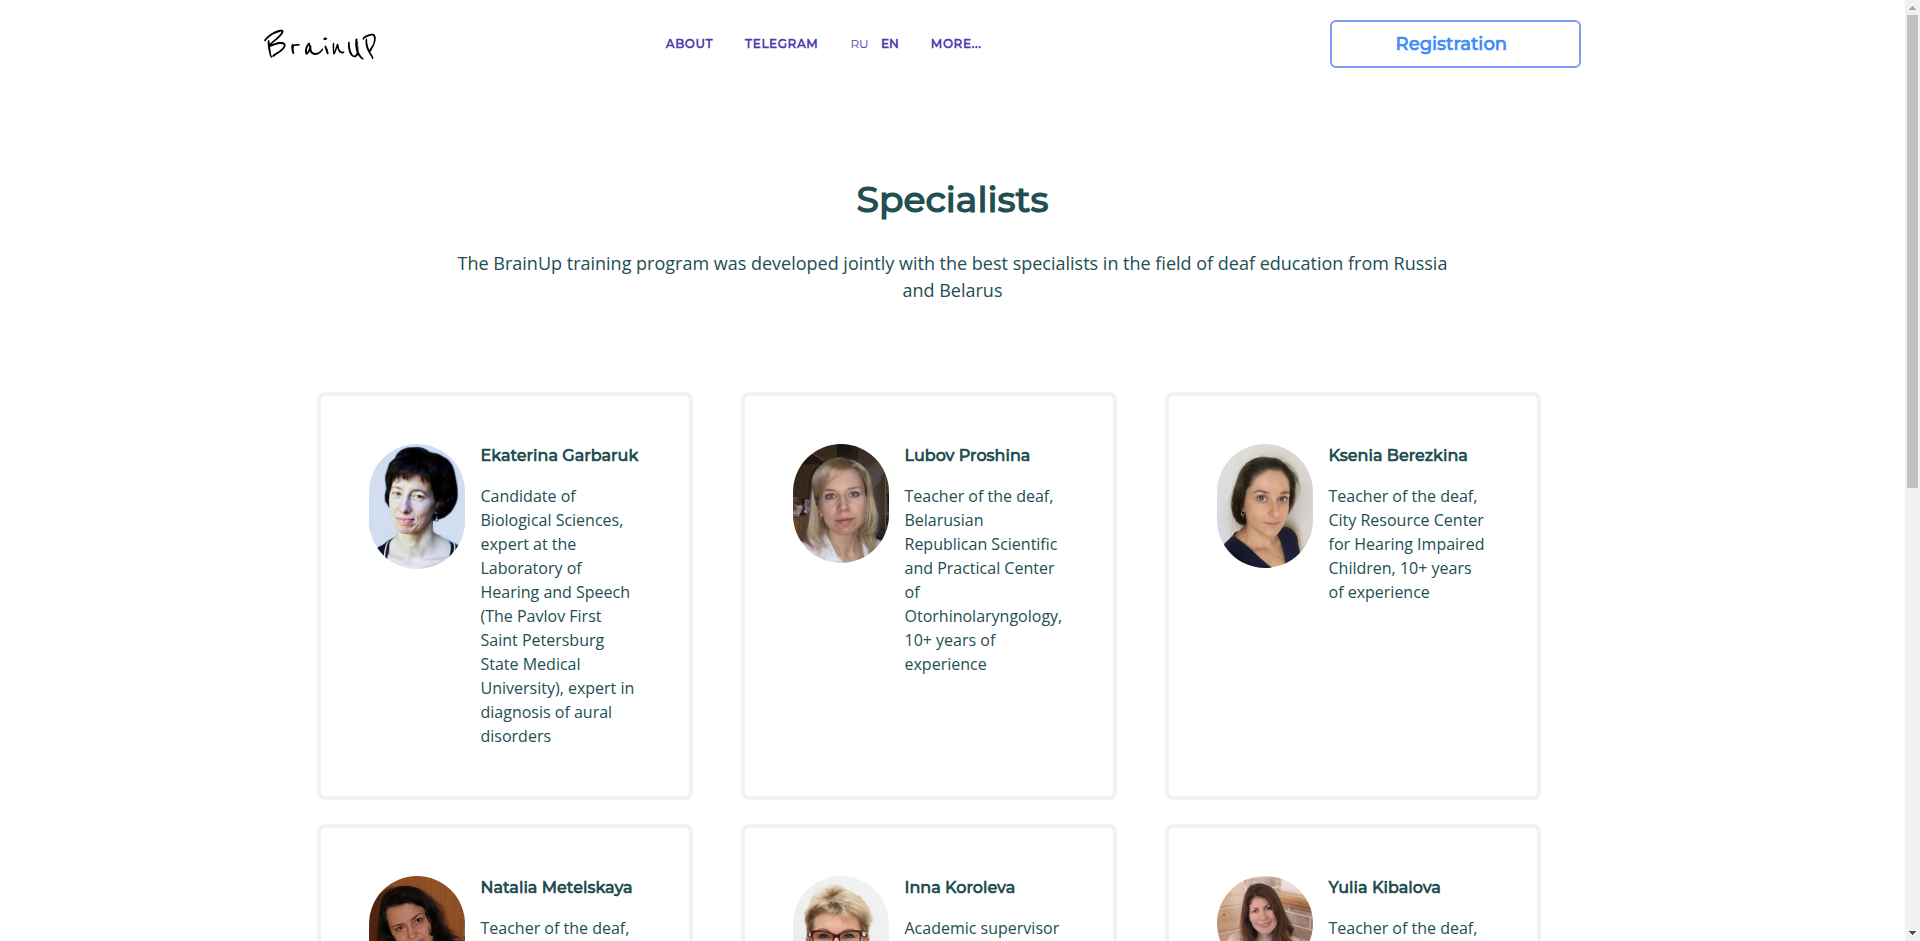 BrainUP
ABOUT
TELEGRAM
RU
EN
MORE...
Registration
Specialists
The BrainUp training program was developed jointly with the best specialists in the field of deaf education from Russia
and Belarus
Ekaterina Garbaruk
Candidate of
Biological Sciences,
expert at the
Laboratory of
Hearing and Speech
(The Pavlov First
Saint Petersburg
State Medical
University), expert in
diagnosis of aural
disorders
Lubov Proshina
Teacher of the deaf,
Belarusian
Republican Scientific
and Practical Center
of
Otorhinolaryngology,
10+ years of
experience
Ksenia Berezkina
Teacher of the deaf,
City Resource Center
for Hearing Impaired
Children, 10+ years
of experience
Natalia Metelskaya
Teacher of the deaf,
Inna Koroleva
Academic supervisor
Yulia Kibalova
Teacher of the deaf,